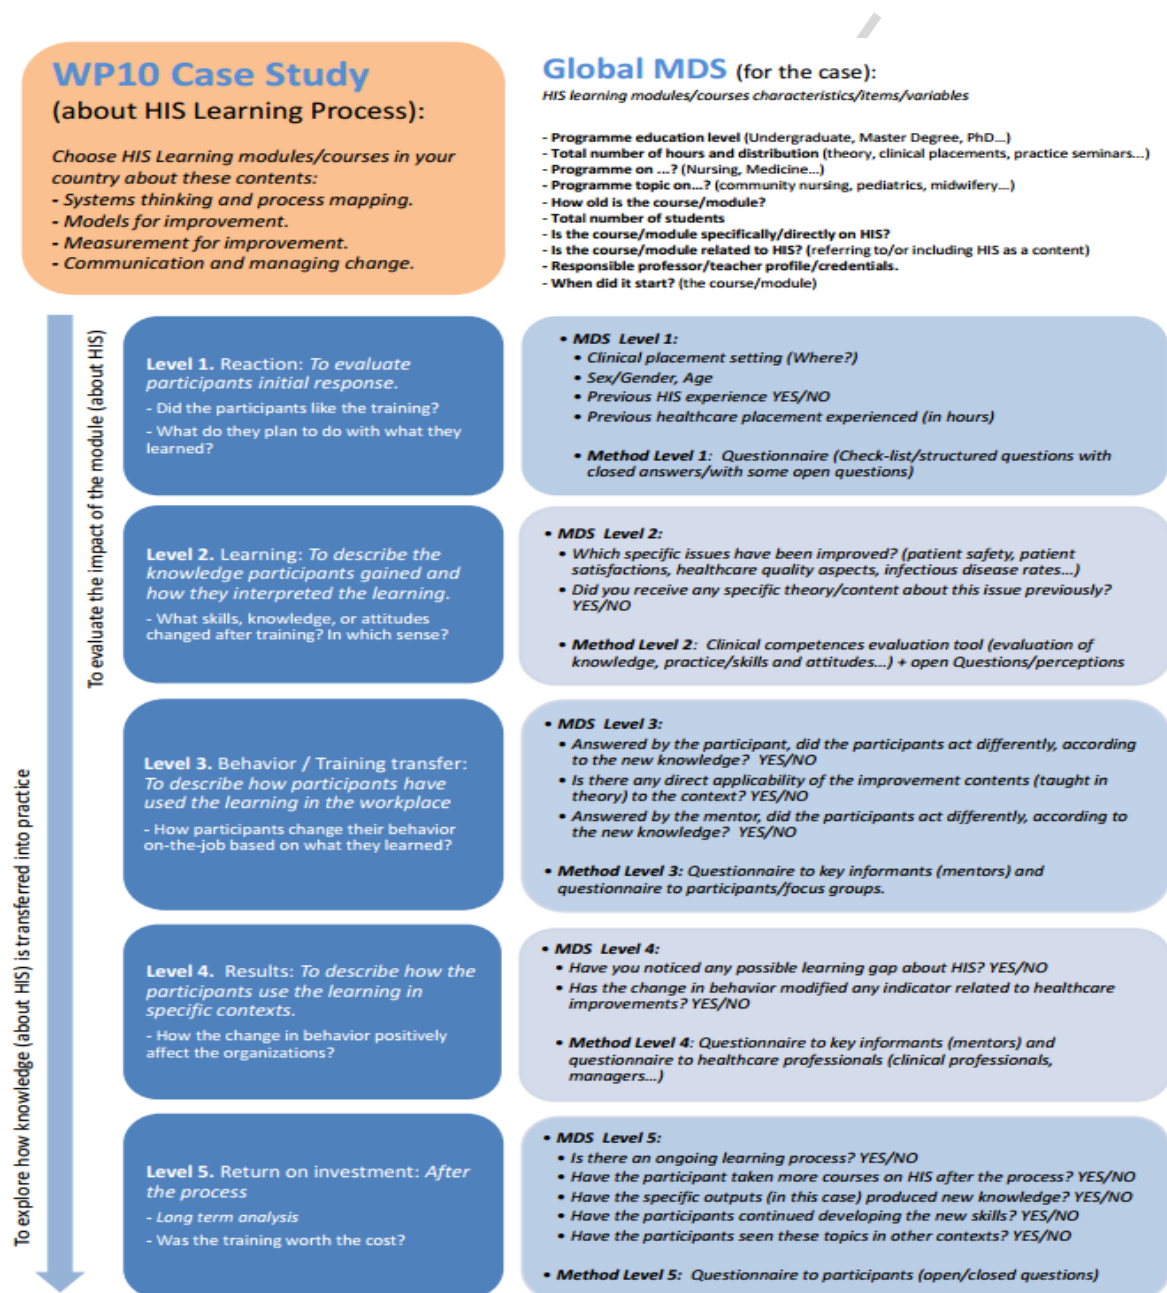 WP10 Case Study
(about HIS Learning Process):
Choose HIS Learning modules/courses in your
country about these contents:
- Systems thinking and process mapping.
- Models for improvement.
- Measurement for improvement.
- Communication and managing change.
Global MDS (for the case):
HIS learning modules/courses characteristics/items/variables
- Programme education level (Undergraduate, Master Degree, PhD...)
- Total number of hours and distribution (theory, clinical placements, practice seminars...)
- Programme on ...? (Nursing, Medicine...)
- Programme topic on...? (community nursing, pediatrics, midwifery...)
- How old is the course/module?
- Total number of students
- Is the course/module specifically/directly on HIS?
- Is the course/module related to HIS? (referring to/or including HIS as a content)
- Responsible professor/teacher profile/credentials.
- When did it start? (the course/module)
To evaluate the impact of the module (about HIS)
Level 1. Reaction: To evaluate
participants initial response.
- Did the participants like the training?
- What do they plan to do with what they
learned?
• MDS Level 1:
• Clinical placement setting (Where?)
• Sex/Gender, Age
• Previous HIS experience YES/NO
• Previous healthcare placement experienced (in hours)
• Method Level 1: Questionnaire (Check-list/structured questions with
closed answers/with some open questions)
Level 2. Learning: To describe the
knowledge participants gained and
how they interpreted the learning.
- What skills, knowledge, or attitudes
changed after training? In which sense?
• MDS Level 2:
• Which specific issues have been improved? (patient safety, patient
satisfactions, healthcare quality aspects, infectious disease rates...)
• Did you receive any specific theory/content about this issue previously?
YES/NO
• Method Level 2: Clinical competences evaluation tool (evaluation of
knowledge, practice/skills and attitudes...) + open Questions/perceptions
To explore how knowledge (about HIS) is transferred into practice
Level 3. Behavior / Training transfer:
To describe how participants have
used the learning in the workplace
- How participants change their behavior
on-the-job based on what they learned?
• MDS Level 3:
• Answered by the participant, did the participants act differently, according
to the new knowledge? YES/NO
• Is there any direct applicability of the improvement contents (taught in
theory) to the context? YES/NO
• Answered by the mentor, did the participants act differently, according to
the new knowledge? YES/NO
• Method Level 3: Questionnaire to key informants (mentors) and
questionnaire to participants/focus groups.
Level 4. Results: To describe how the
participants use the learning in
specific contexts.
- How the change in behavior positively
affect the organizations?
• MDS Level 4:
• Have you noticed any possible learning gap about HIS? YES/NO
• Has the change in behavior modified any indicator related to healthcare
improvements? YES/NO
• Method Level 4: Questionnaire to key informants (mentors) and
questionnaire to healthcare professionals (clinical professionals,
managers...)
Level 5. Return on investment: After
the process
- Long term analysis
- Was the training worth the cost?
• MDS Level 5:
• Is there an ongoing learning process? YES/NO
• Have the participant taken more courses on HIS after the process? YES/NO
• Have the specific outputs (in this case) produced new knowledge? YES/NO
• Have the participants continued developing the new skills? YES/NO
• Have the participants seen these topics in other contexts? YES/NO
• Method Level 5: Questionnaire to participants (open/closed questions)